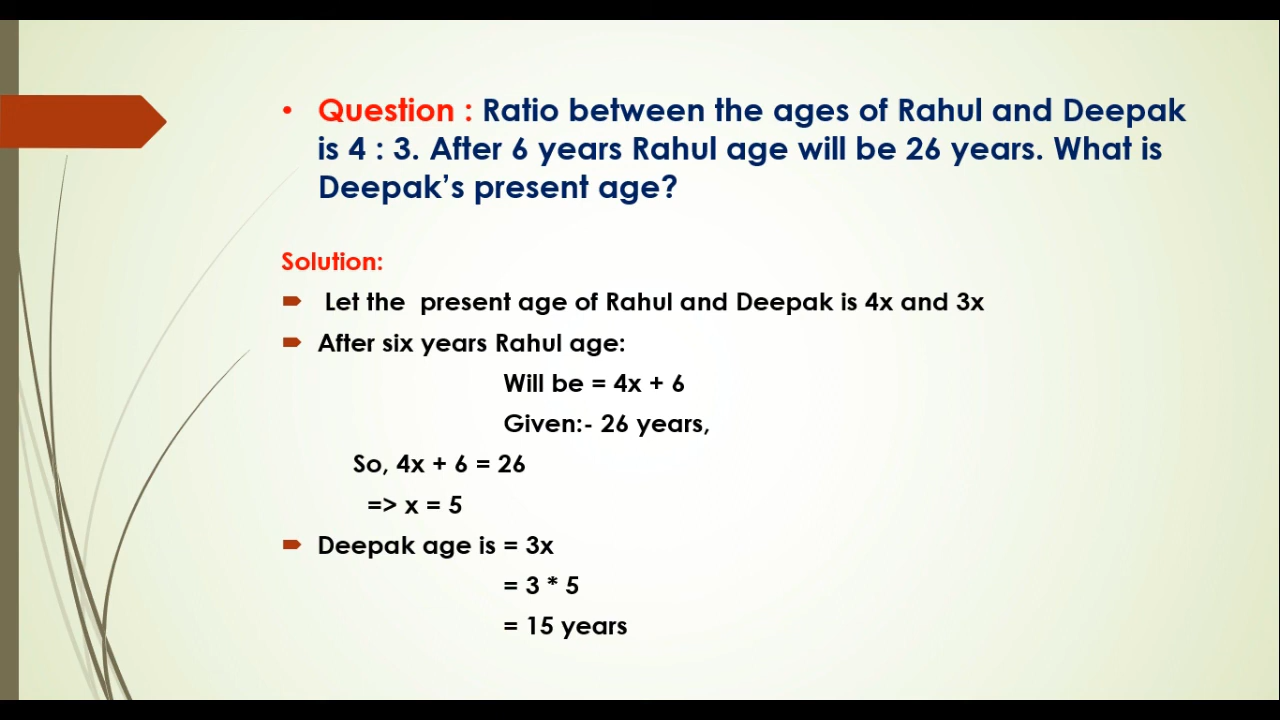 • Question : Ratio between the ages of Rahul and Deepak
is 4 : 3. After 6 years Rahul age will be 26 years. What is
Deepak’s present age?
Solution:
Let the present age of Rahul and Deepak is 4x and 3x
After six years Rahul age:
Will be = 4x + 6
Given:- 26 years,
So, 4x + 6 = 26
=> x = 5
Deepak age is = 3x
= 3 * 5
= 15 years